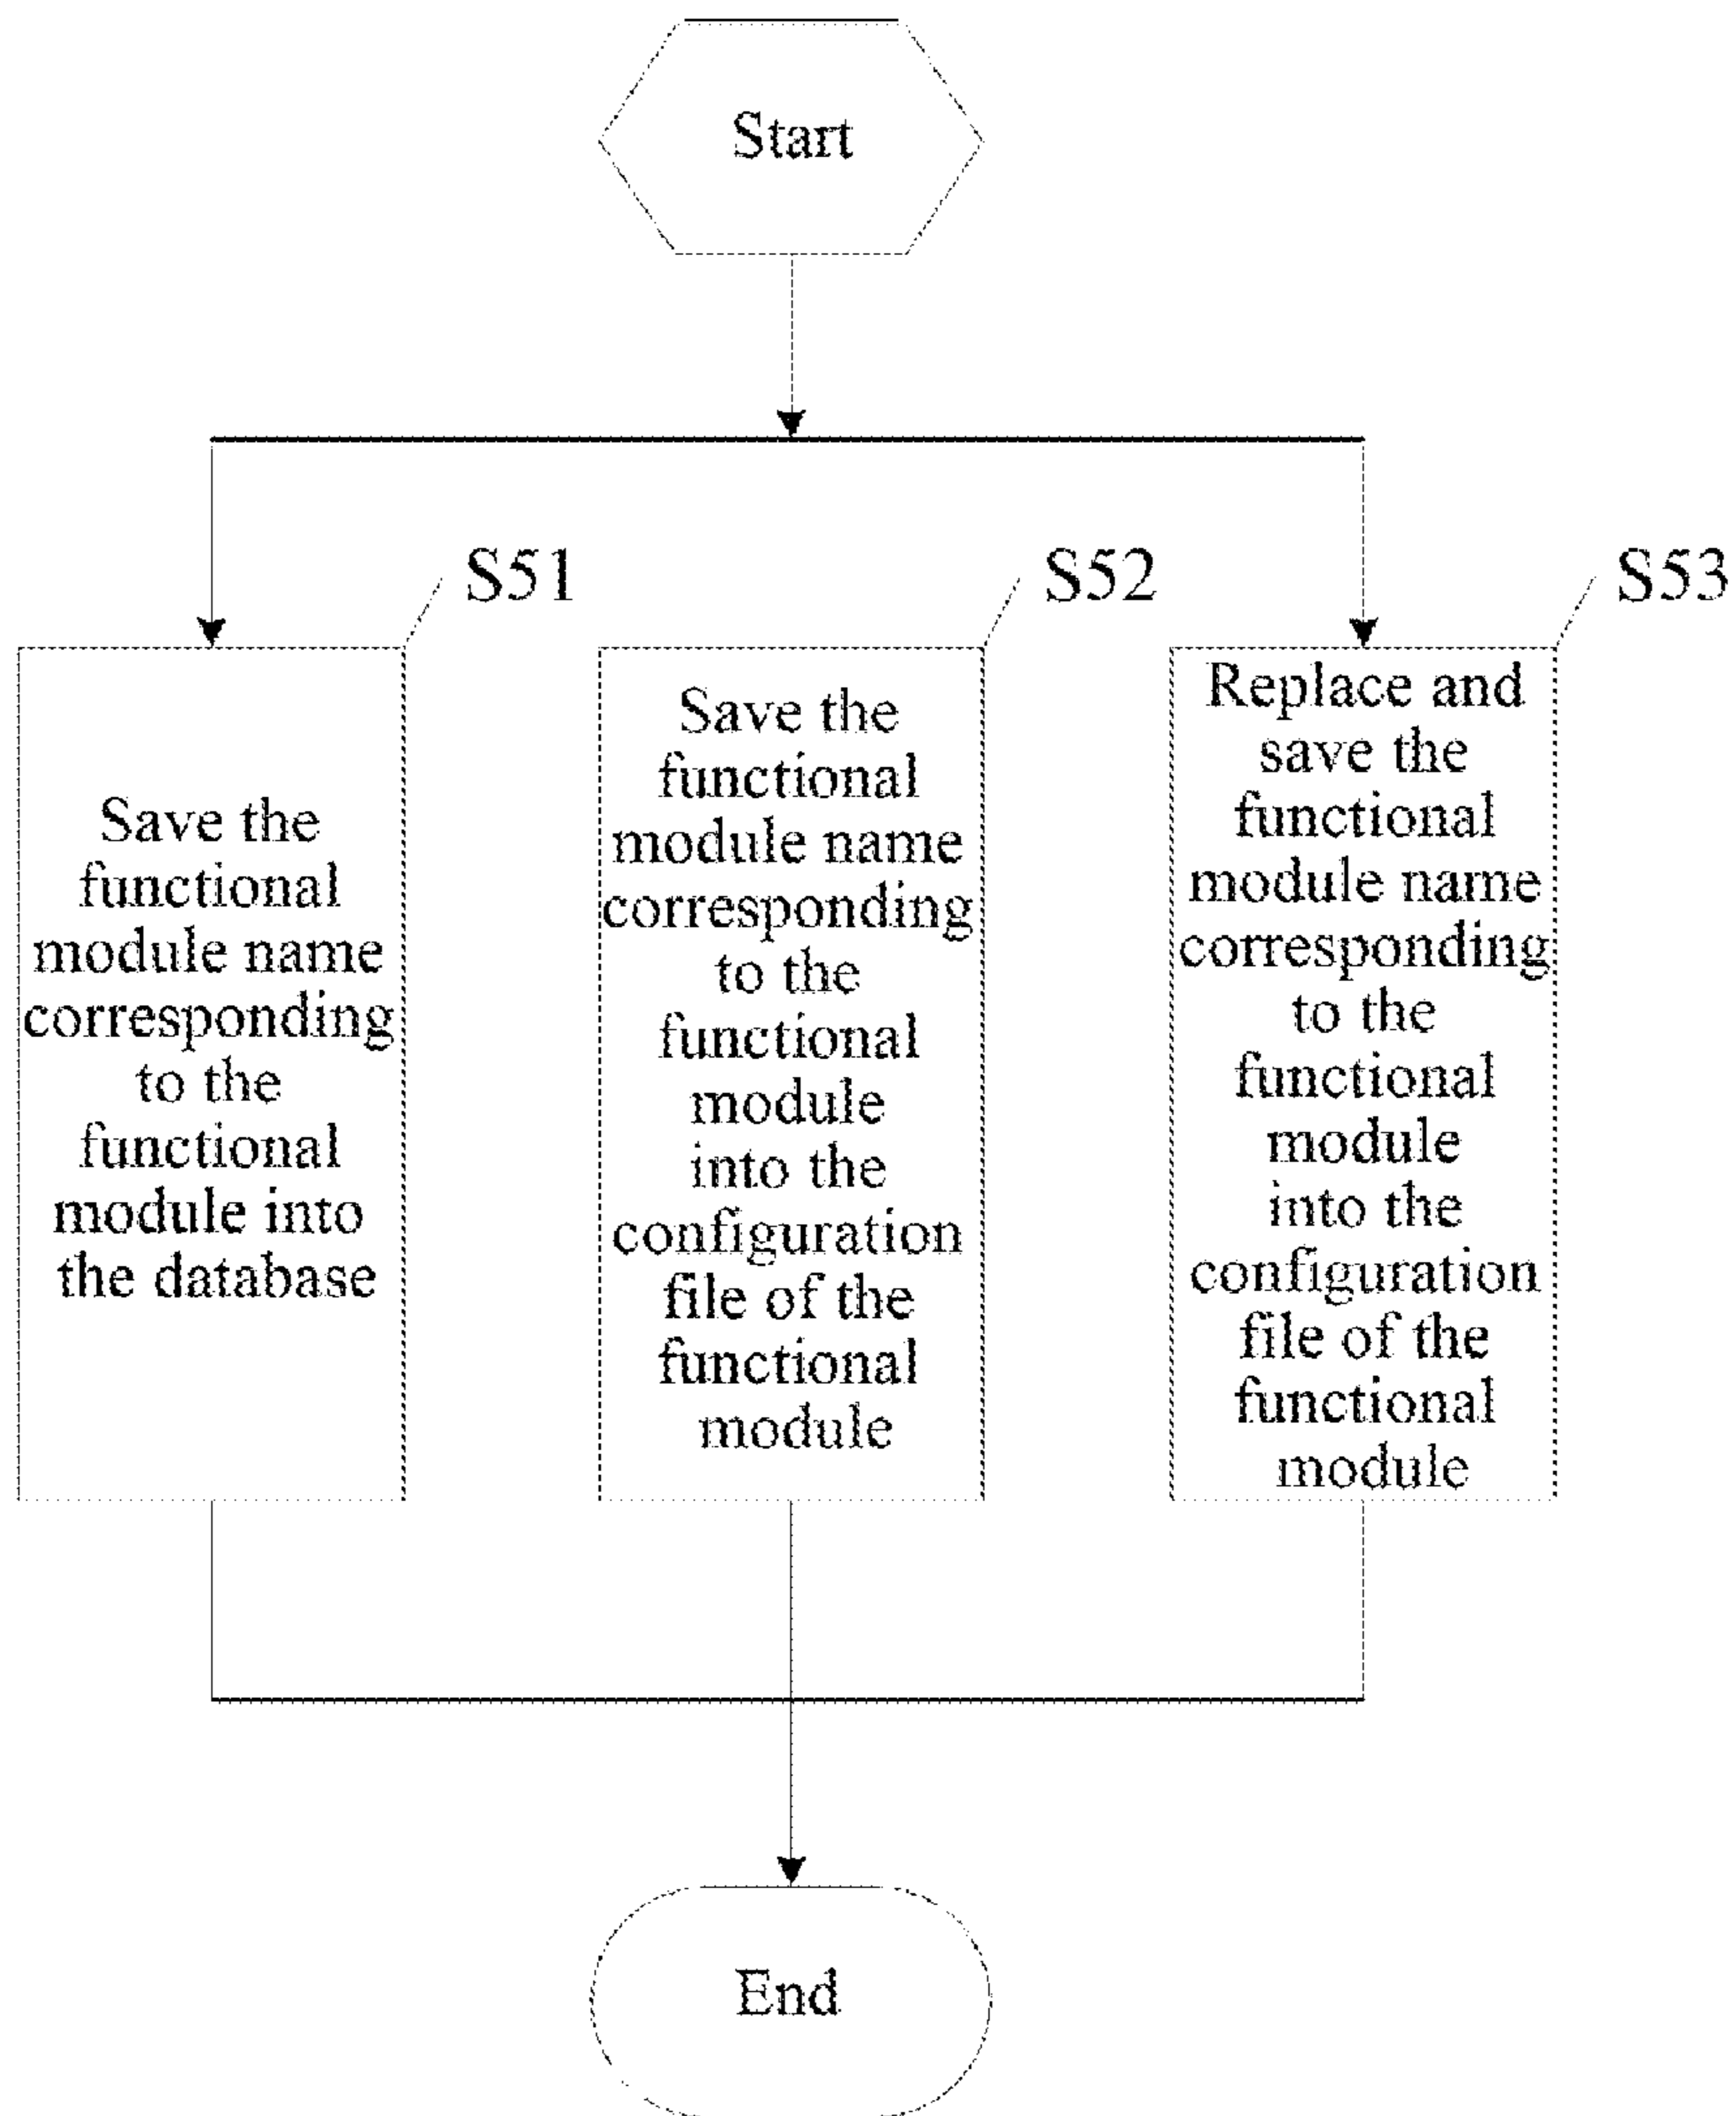 Start
S51
Save the
functional
module name
corresponding
to the
functional
module into
the database
S52
Save the
functional
module name
corresponding
to the
functional
module
into the
configuration
file of the
functional
module
S53
Replace and
save the
functional
module name
corresponding
to the
functional
module
into the
configuration
file of the
functional
module
End